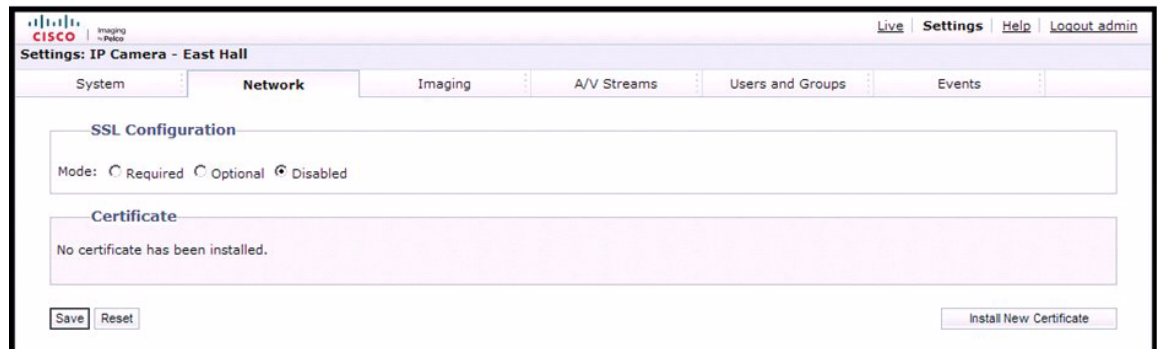 CISCO Imaging by Pelco Live Settings Help Logout admin
Settings: IP Camera - East Hall
System Network Imaging A/V Streams Users and Groups Events
SSL Configuration
Mode: Required Optional Disabled
Certificate
No certificate has been installed.
Save Reset Install New Certificate